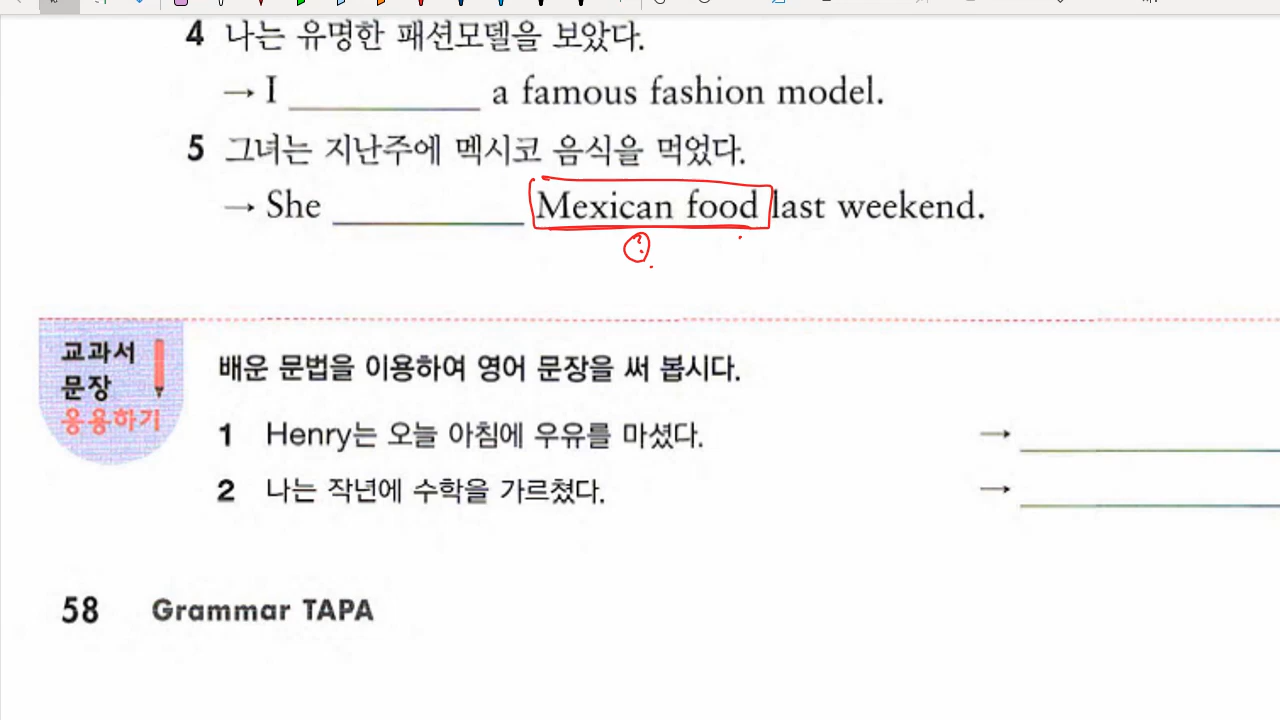 4 나는 유명한 패션모델을 보았다.
→ I __________ a famous fashion model.
5 그녀는 지난주에 멕시코 음식을 먹었다.
→ She __________ Mexican food last weekend.
?
교과서
문장
응용하기
배운 문법을 이용하여 영어 문장을 써 봅시다.
1 Henry는 오늘 아침에 우유를 마셨다. →
2 나는 작년에 수학을 가르쳤다. →
58 Grammar TAPA